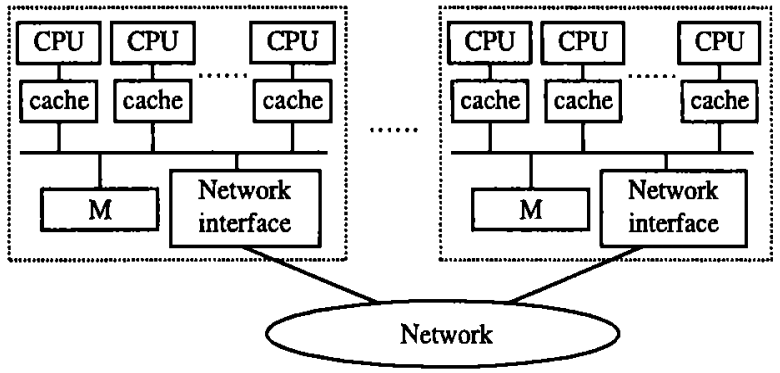 CPU CPU CPU
cache cache cache
M
Network
interface
CPU CPU CPU
cache cache cache
M
Network
interface
Network